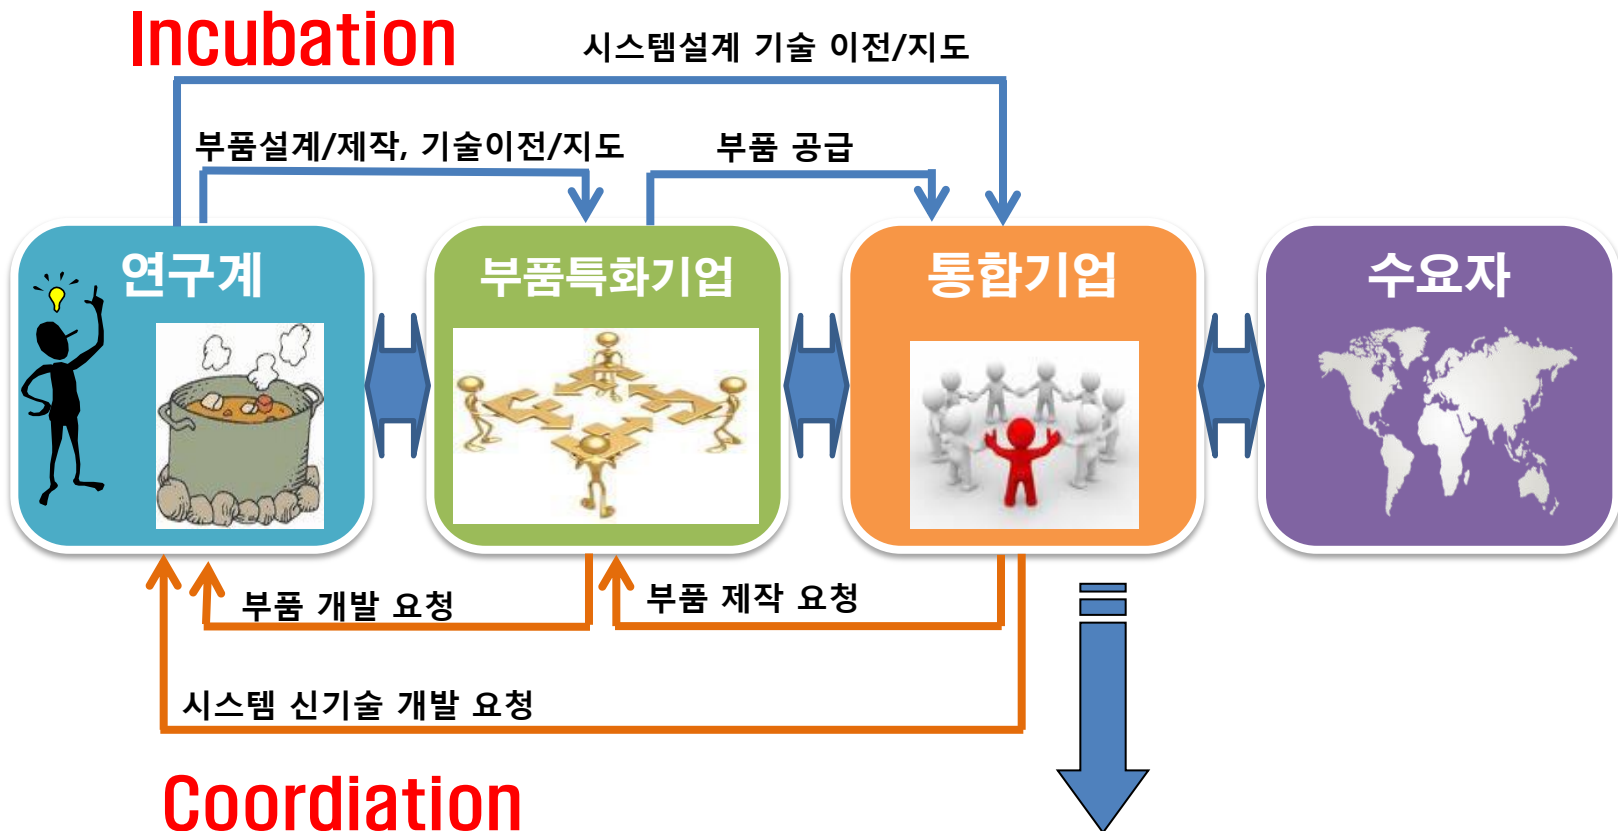 Incubation
시스템설계 기술 이전/지도
부품설계/제작, 기술이전/지도
부품 공급
연구계
부품특화기업
통합기업
수요자
부품 개발 요청
부품 제작 요청
시스템 신기술 개발 요청
Coordiation